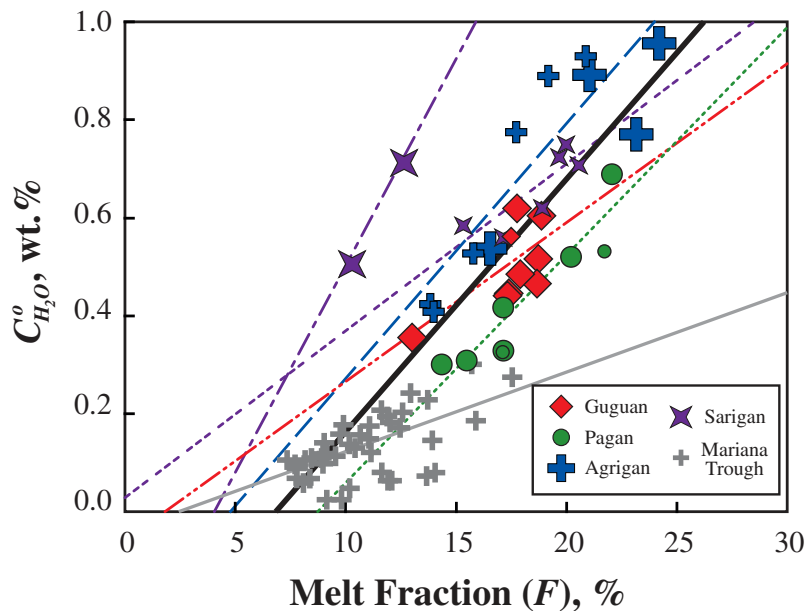 1.0
0.8
0.6
0.4
0.2
0.0
C°H₂O, wt.%
Guguan
Pagan
Agrigan
Sarigan
Mariana
Trough
0 5 10 15 20 25 30
Melt Fraction (F), %